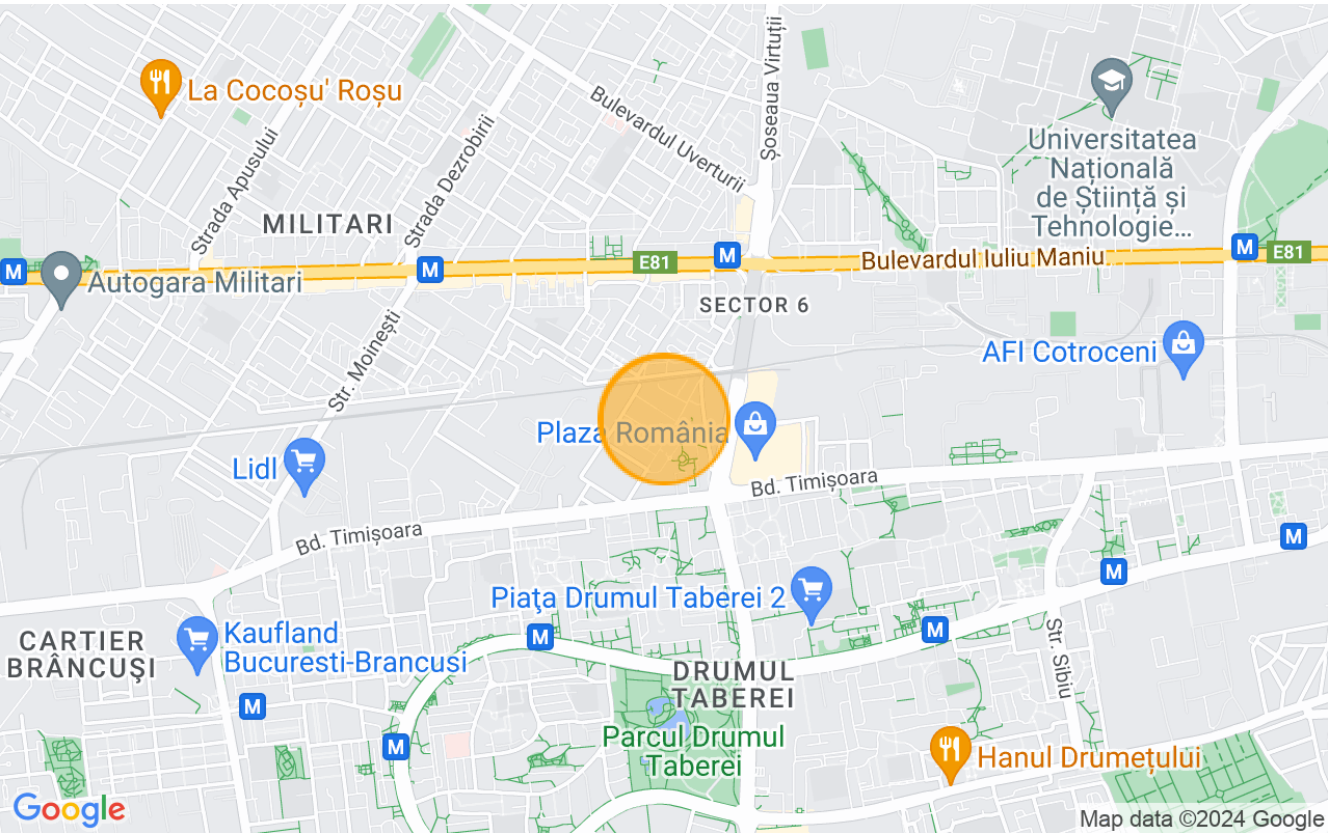 La Cocoșu' Roșu
Șoseaua Virtuții
Bulevardul Uverturii
Universitatea
Națională
de Știință și
Tehnologie...
Strada Apusului
Strada Dezrobirii
MILITARI
M
M
E81
M
Bulevardul Iuliu Maniu
M
E81
Autogara Militari
SECTOR 6
Str. Moinești
AFI Cotroceni
Plaza România
Lidl
Bd. Timișoara
Bd. Timișoara
M
M
Piaţa Drumul Taberei 2
M
M
Str. Sibiu
CARTIER
BRÂNCUŞI
Kaufland
Bucuresti-Brancusi
DRUMUL
TABEREI
M
M
Parcul Drumul
Taberei
Hanul Drumețului
Google
Map data ©2024 Google